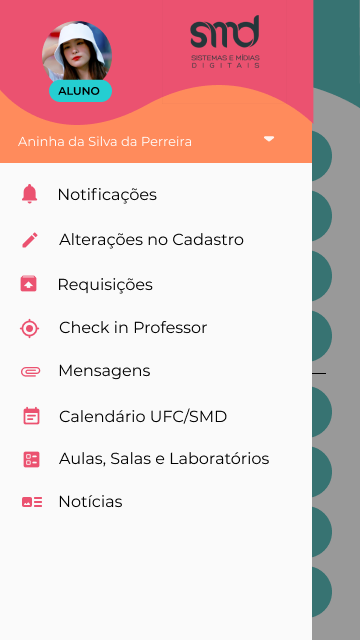 smd
SISTEMAS E MÍDIAS
DIGITAIS
ALUNO
Aninha da Silva da Perreira
Notificações
Alterações no Cadastro
Requisições
Check in Professor
Mensagens
Calendário UFC/SMD
Aulas, Salas e Laboratórios
Notícias